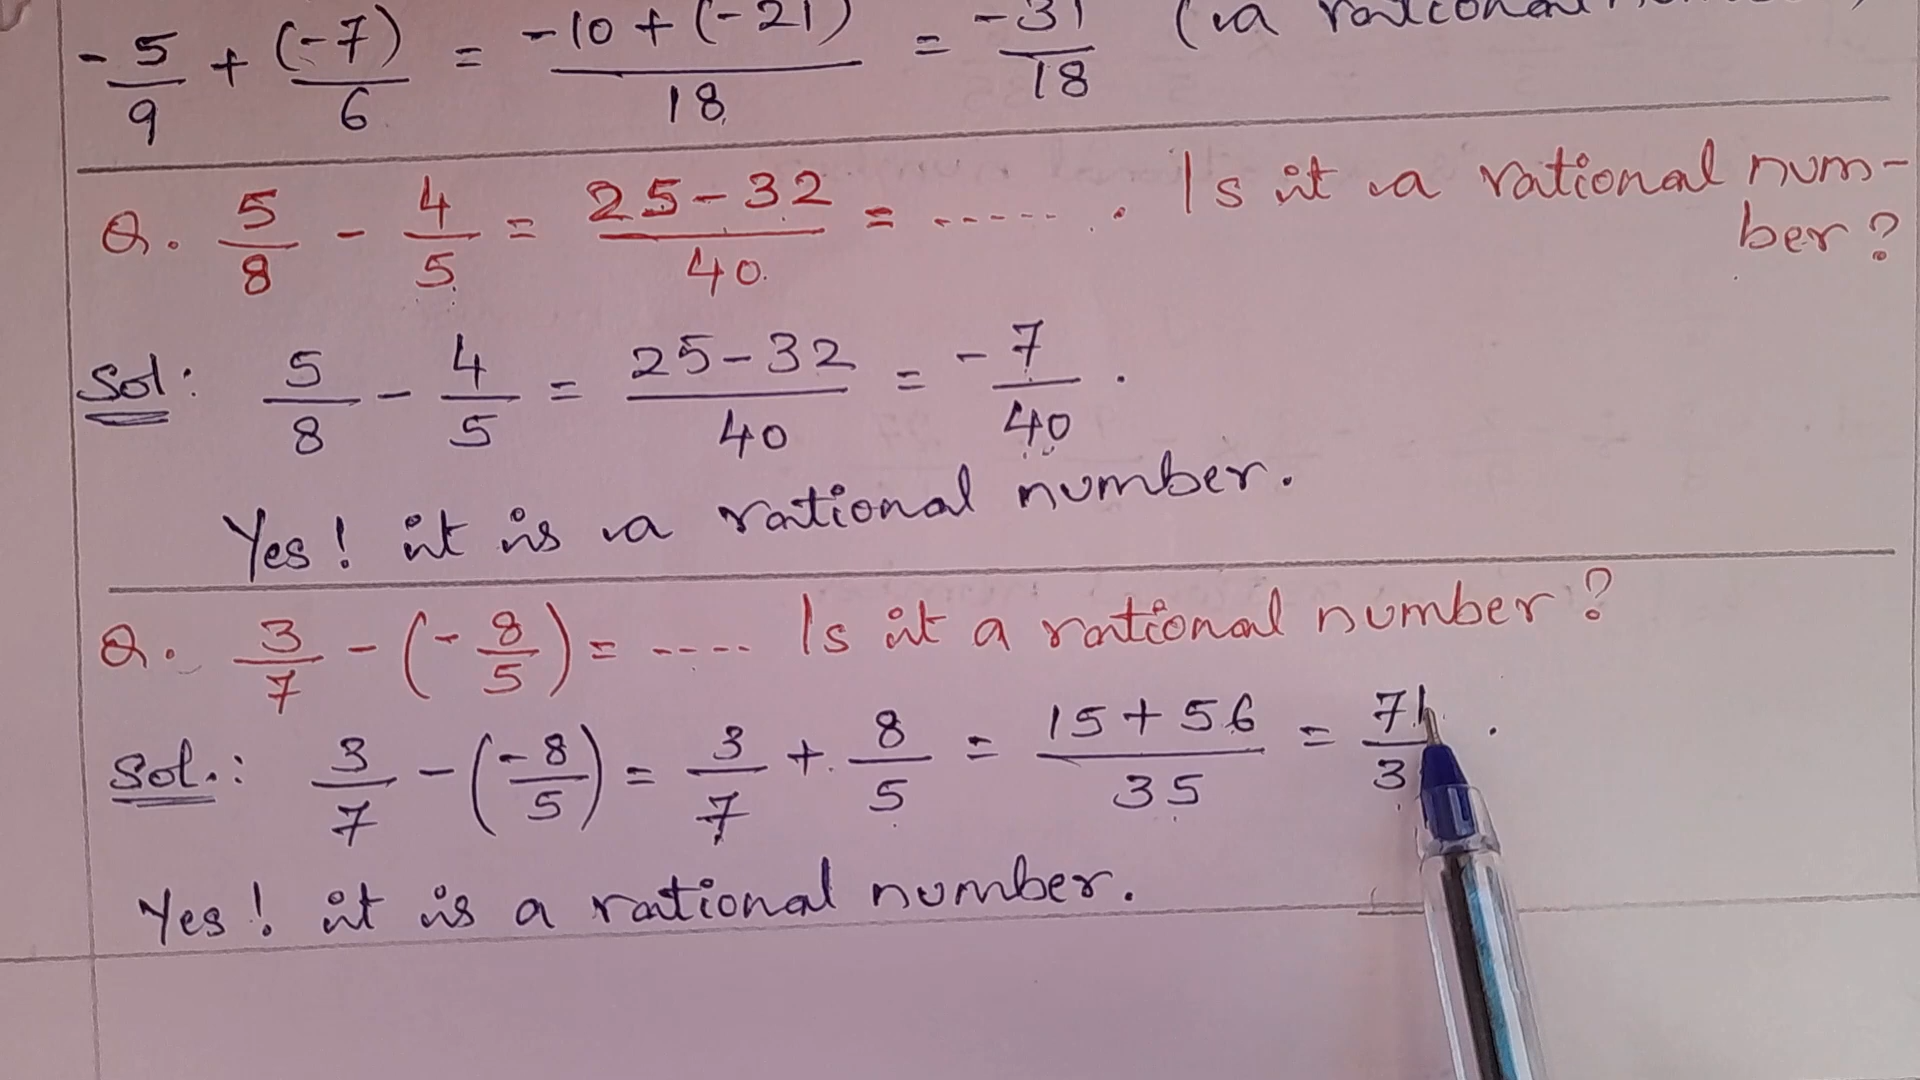 -5/9 + (-7)/6 = -10 + (-21)/18 = -31/18 (a rational
Q. 5/8 - 4/5 = 25-32/40 = ...... . Is it a rational num-
ber?
Sol: 5/8 - 4/5 = 25-32/40 = -7/40 .
Yes! it is a rational number.
Q. 3/7 - (-8/5) = .... Is it a rational number?
Sol.: 3/7 - (-8/5) = 3/7 + 8/5 = 15+56/35 = 71/3 .
Yes! it is a rational number.